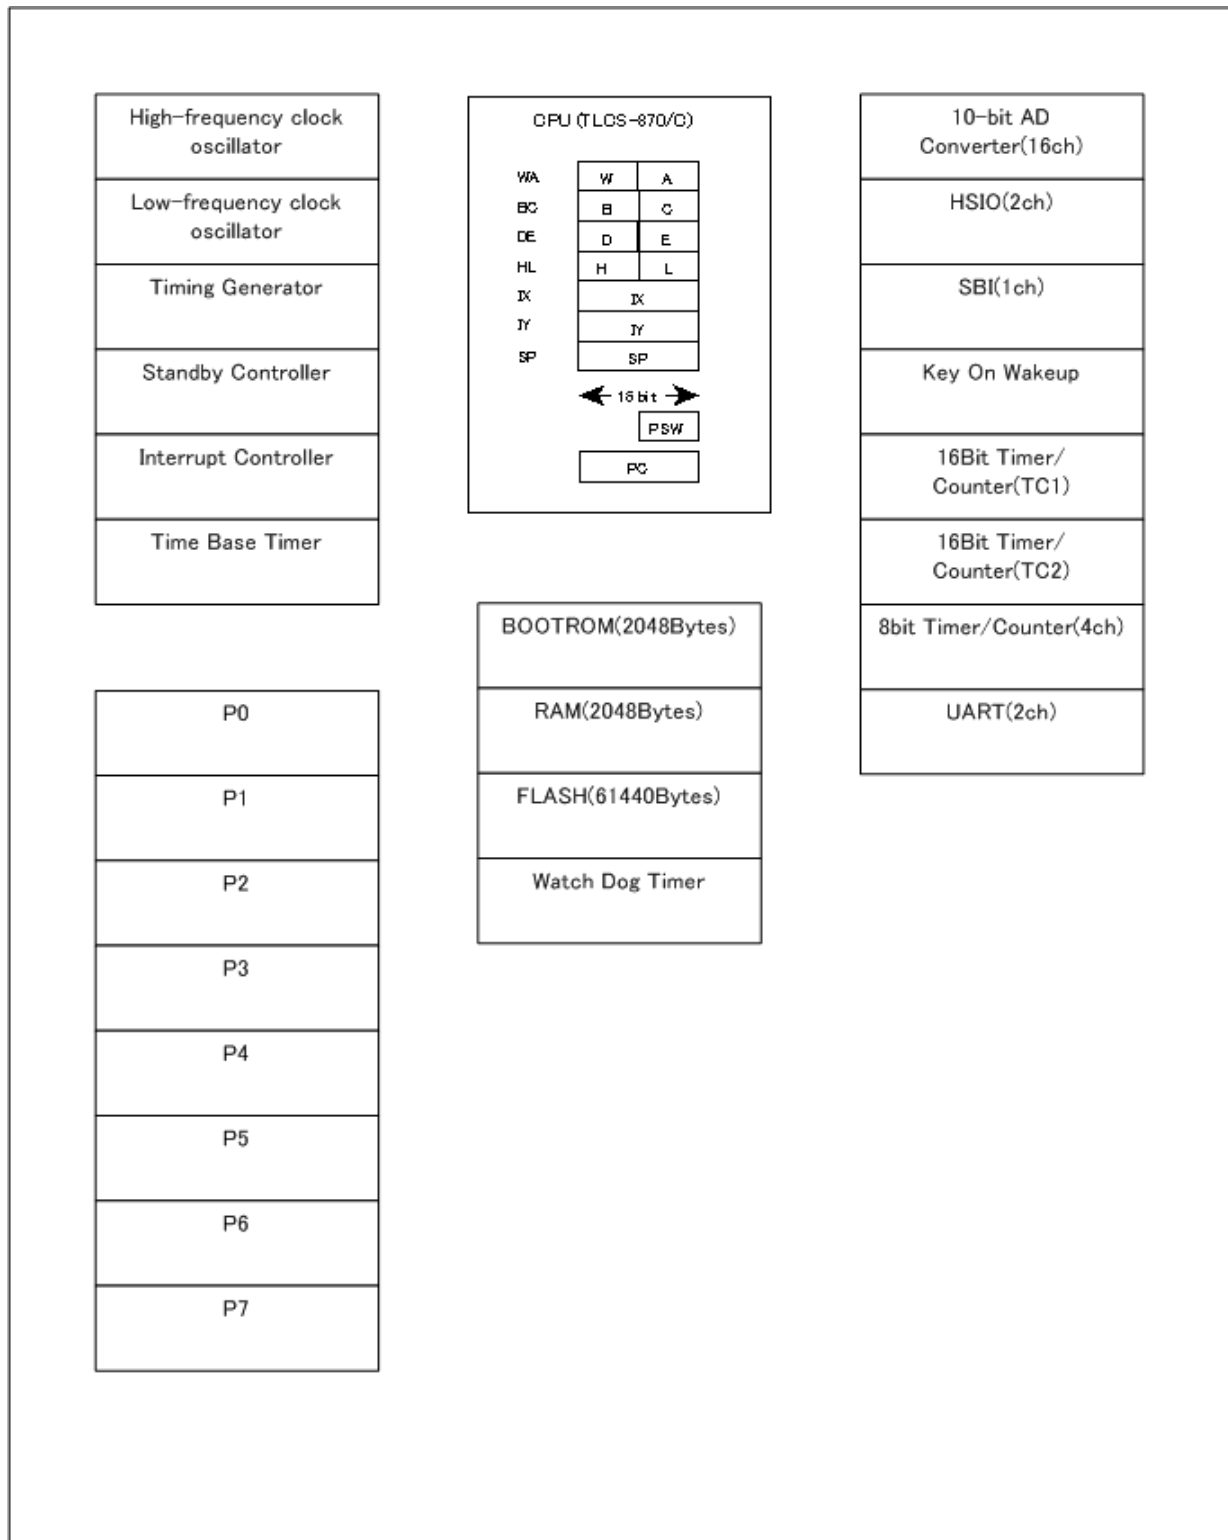 High-frequency clock
oscillator
Low-frequency clock
oscillator
Timing Generator
Standby Controller
Interrupt Controller
Time Base Timer
P0
P1
P2
P3
P4
P5
P6
P7
CPU (TLCS-870/C)
WA W A
BC B C
DE D E
HL H L
IX IX
IY IY
SP SP
16 bit
PSW
PC
BOOTROM(2048Bytes)
RAM(2048Bytes)
FLASH(61440Bytes)
Watch Dog Timer
10-bit AD
Converter(16ch)
HSIO(2ch)
SBI(1ch)
Key On Wakeup
16Bit Timer/
Counter(TC1)
16Bit Timer/
Counter(TC2)
8bit Timer/Counter(4ch)
UART(2ch)